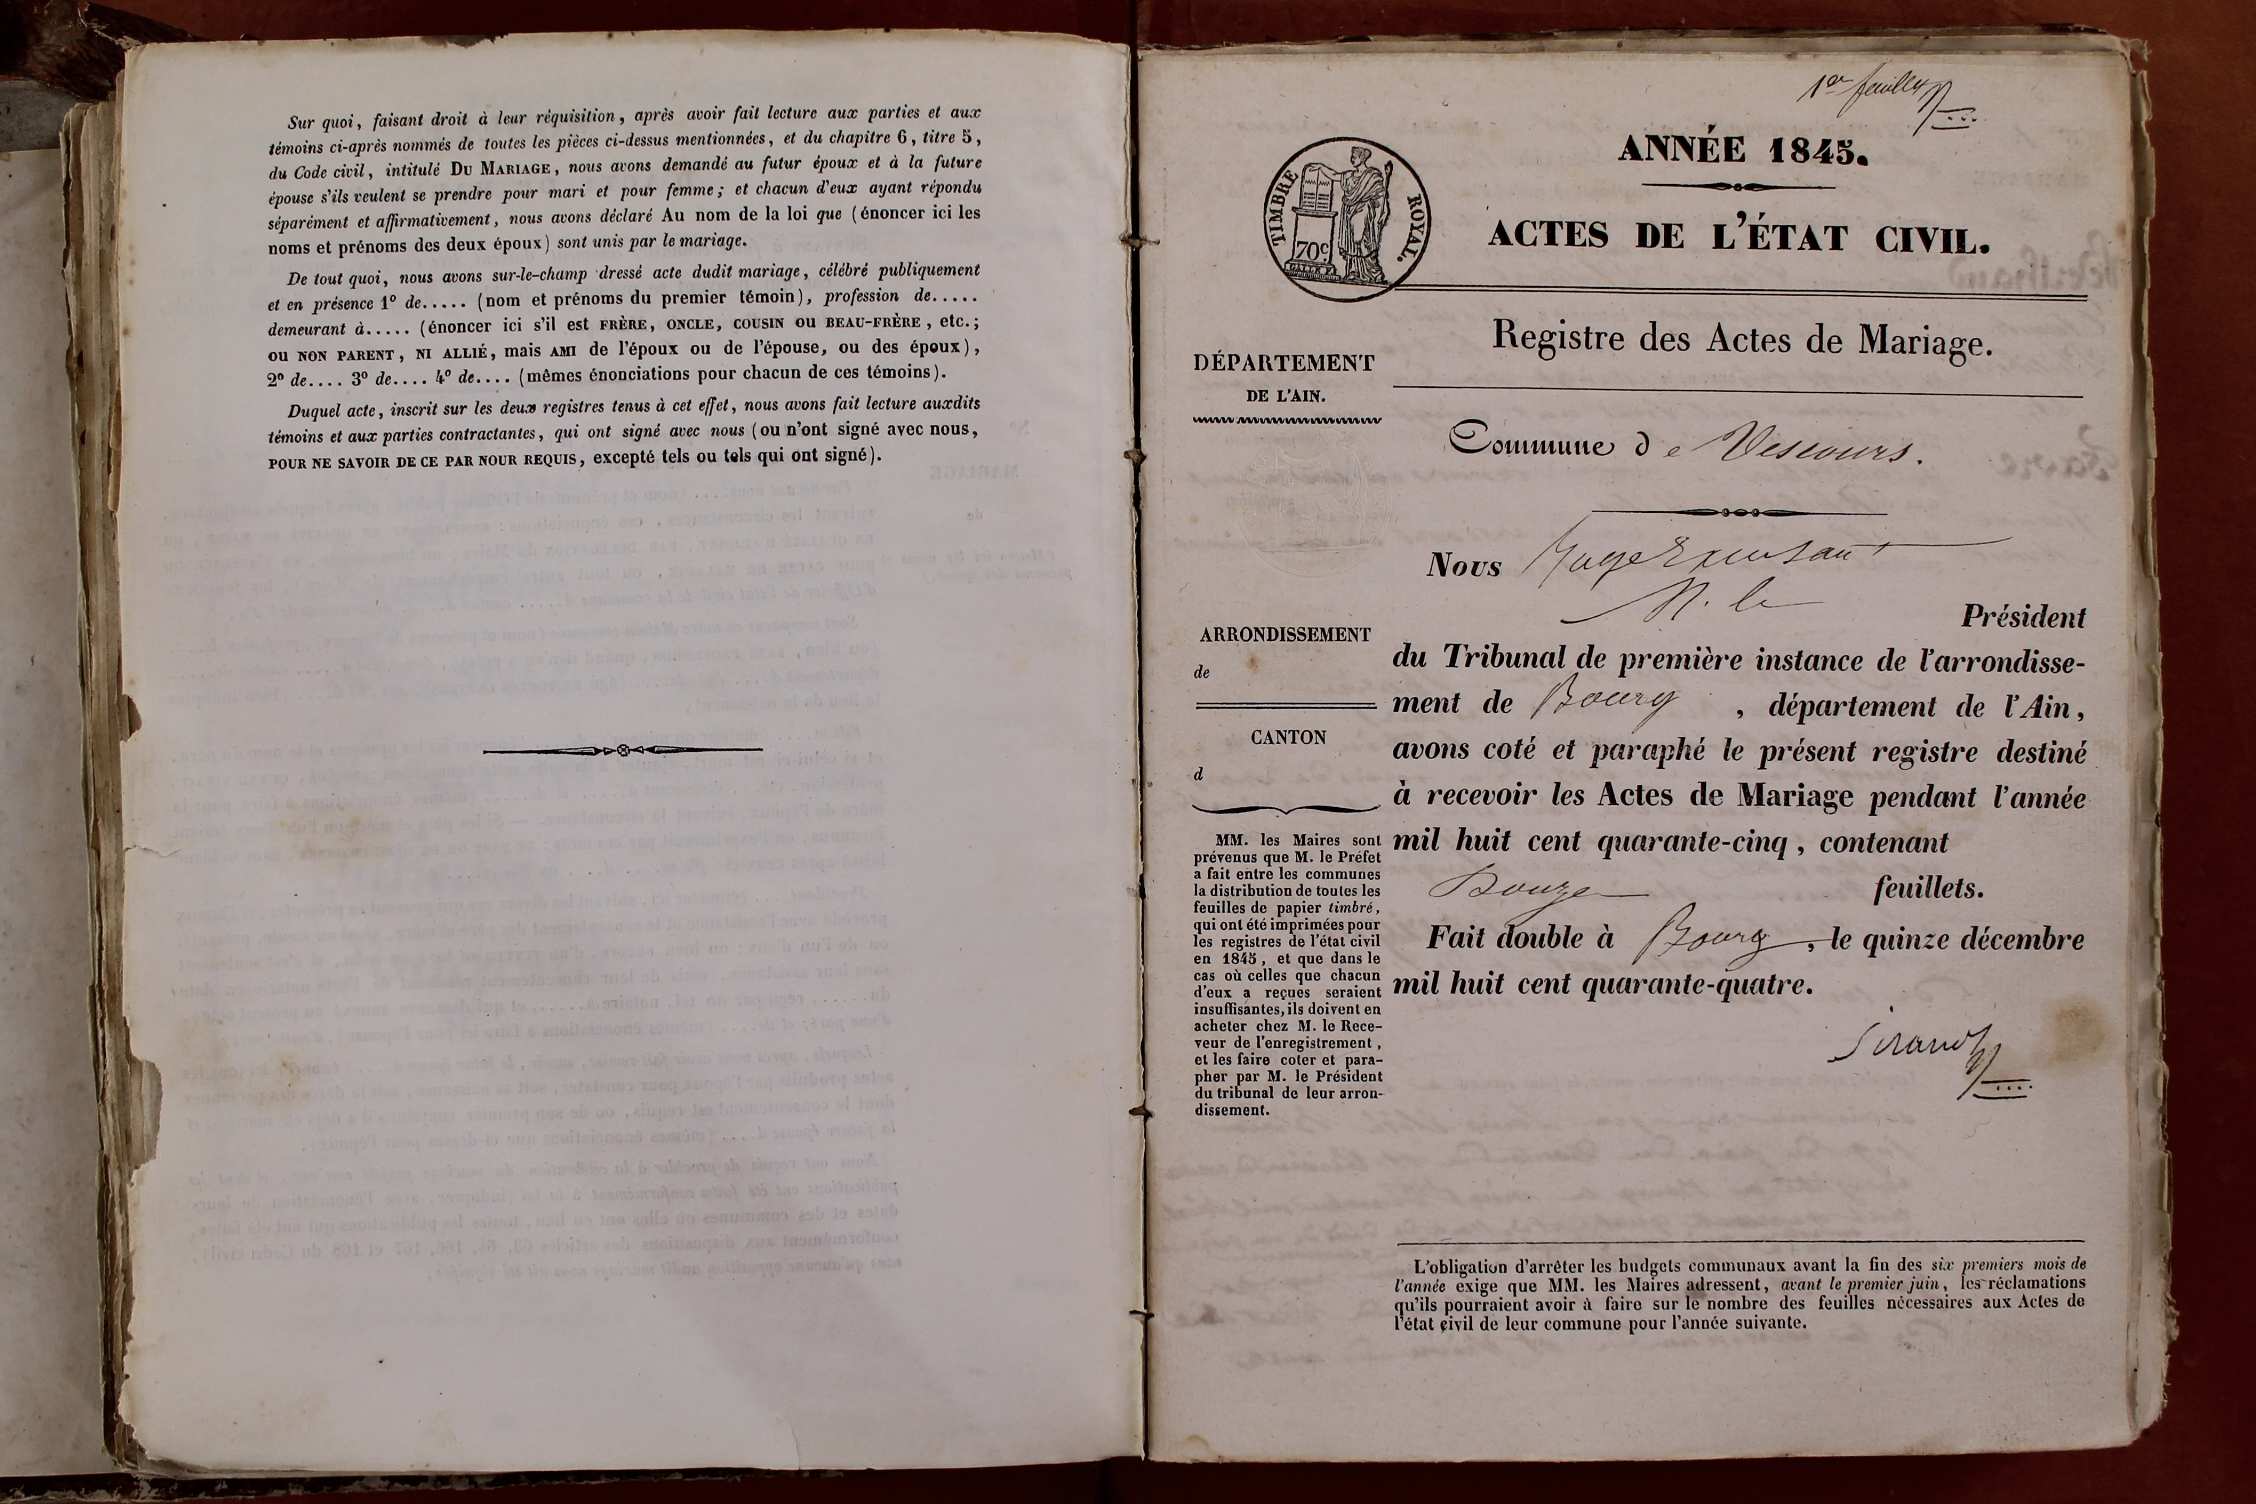 Sur quoi, faisant droit à leur réquisition, après avoir fait lecture aux parties et aux
témoins ci-après nommés de toutes les pièces ci-dessus mentionnées, et du chapitre 6, titre 5,
du Code civil, intitulé DU MARIAGE, nous avons demandé au futur époux et à la future
épouse s'ils veulent se prendre pour mari et pour femme; et chacun d'eux ayant répondu
séparément et affirmativement, nous avons déclaré Au nom de la loi que (énoncer ici les
noms et prénoms des deux époux) sont unis par le mariage.
De tout quoi, nous avons sur-le-champ dressé acte dudit mariage, célébré publiquement
et en présence 1º de..... (nom et prénoms du premier témoin), profession de.....
demeurant à..... (énoncer ici s'il est FRÈRE, ONCLE, COUSIN ou BEAU-FRÈRE, etc.;
ou NON PARENT, NI ALLIÉ, mais AMI de l'époux ou de l'épouse, ou des époux),
2º de.... 3º de.... 4º de.... (mêmes énonciations pour chacun de ces témoins).
Duquel acte, inscrit sur les deux registres tenus à cet effet, nous avons fait lecture auxdits
témoins et aux parties contractantes, qui ont signé avec nous (ou n'ont signé avec nous,
POUR NE SAVOIR DE CE PAR NOUR REQUIS, excepté tels ou tels qui ont signé).
1er feuillet
ANNÉE 1845.
TIMBRE ROYAL.
70c
ACTES DE L'ÉTAT CIVIL.
Registre des Actes de Mariage.
DÉPARTEMENT
DE L'AIN.
Commune de Vescours.
Nous Juge
Président
ARRONDISSEMENT
de
CANTON
d
du Tribunal de première instance de l'arrondisse-
ment de Bourg, département de l'Ain,
avons coté et paraphé le présent registre destiné
à recevoir les Actes de Mariage pendant l'année
mil huit cent quarante-cinq, contenant
Douze feuillets.
Fait double à Bourg, le quinze décembre
mil huit cent quarante-quatre.
Sirand
MM. les Maires sont
prévenus que M. le Préfet
a fait entre les communes
la distribution de toutes les
feuilles de papier timbré,
qui ont été imprimées pour
les registres de l'état civil
en 1845, et que dans le
cas où celles que chacun
d'eux a reçues seraient
insuffisantes, ils doivent en
acheter chez M. le Rece-
veur de l'enregistrement,
et les faire coter et para-
pher par M. le Président
du tribunal de leur arron-
dissement.
L'obligation d'arrêter les budgets communaux avant la fin des six premiers mois de
l'année exige que MM. les Maires adressent, avant le premier juin, les réclamations
qu'ils pourraient avoir à faire sur le nombre des feuilles nécessaires aux Actes de
l'état civil de leur commune pour l'année suivante.